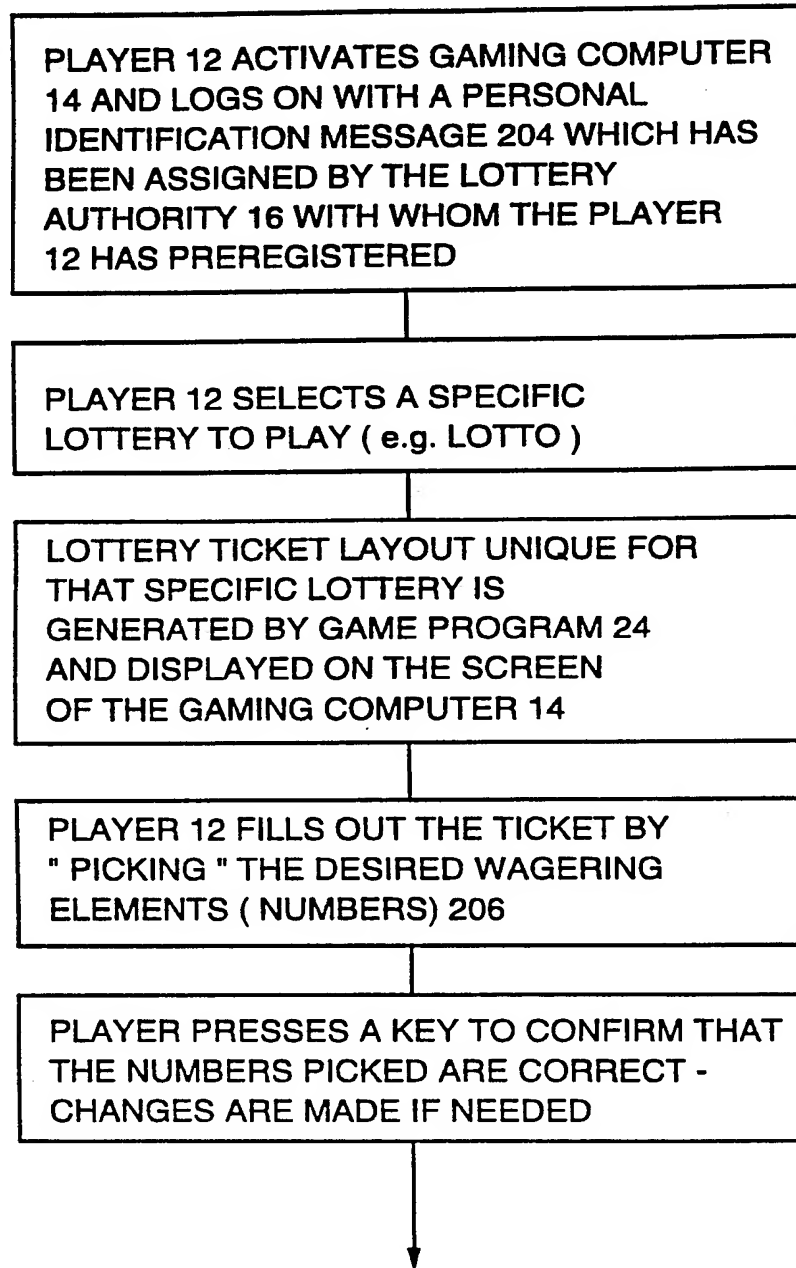 PLAYER 12 ACTIVATES GAMING COMPUTER
14 AND LOGS ON WITH A PERSONAL
IDENTIFICATION MESSAGE 204 WHICH HAS
BEEN ASSIGNED BY THE LOTTERY
AUTHORITY 16 WITH WHOM THE PLAYER
12 HAS PREREGISTERED
PLAYER 12 SELECTS A SPECIFIC
LOTTERY TO PLAY ( e.g. LOTTO )
LOTTERY TICKET LAYOUT UNIQUE FOR
THAT SPECIFIC LOTTERY IS
GENERATED BY GAME PROGRAM 24
AND DISPLAYED ON THE SCREEN
OF THE GAMING COMPUTER 14
PLAYER 12 FILLS OUT THE TICKET BY
" PICKING " THE DESIRED WAGERING
ELEMENTS ( NUMBERS) 206
PLAYER PRESSES A KEY TO CONFIRM THAT
THE NUMBERS PICKED ARE CORRECT -
CHANGES ARE MADE IF NEEDED